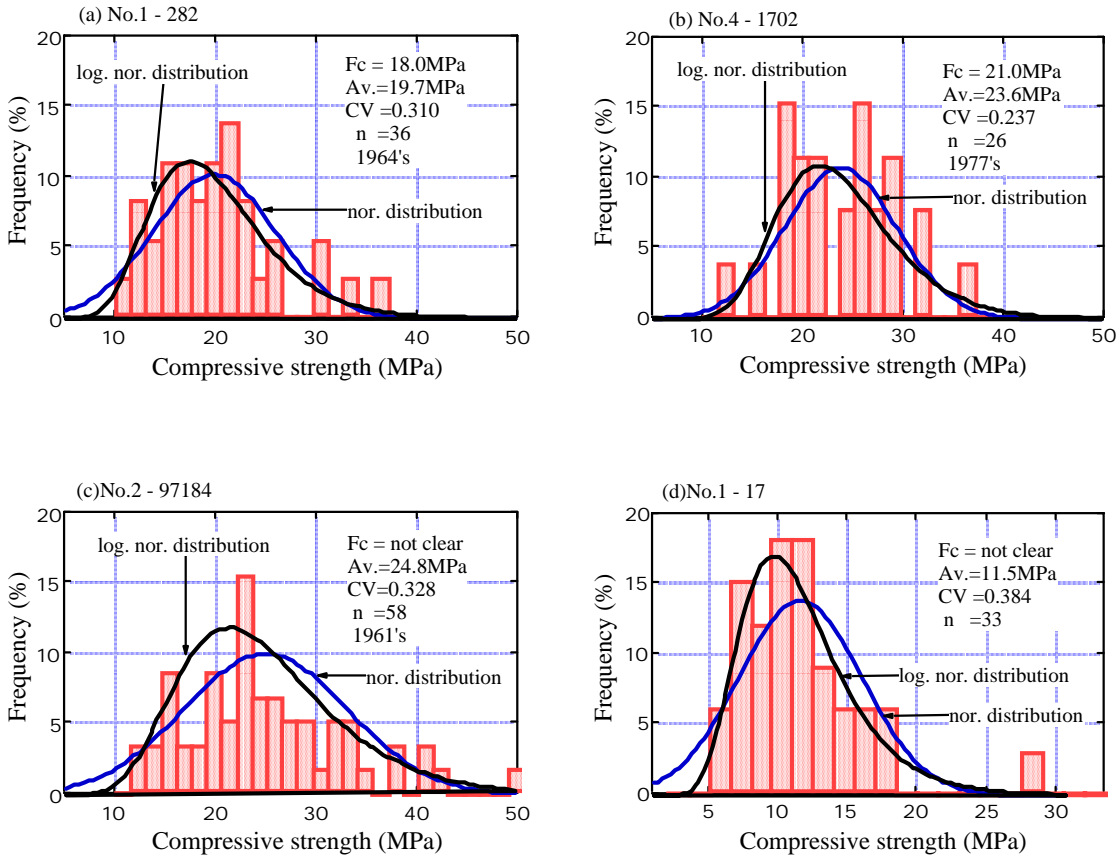 (a) No.1 - 282
20
15
10
5
0
Frequency (%)
log. nor. distribution
Fc = 18.0MPa
Av.=19.7MPa
CV =0.310
n =36
1964's
nor. distribution
10 20 30 40 50
Compressive strength (MPa)
(b) No.4 - 1702
20
15
10
5
0
Frequency (%)
log. nor. distribution
Fc = 21.0MPa
Av.=23.6MPa
CV =0.237
n =26
1977's
nor. distribution
10 20 30 40 50
Compressive strength (MPa)
(c)No.2 - 97184
20
15
10
5
0
Frequency (%)
log. nor. distribution
Fc = not clear
Av.=24.8MPa
CV=0.328
n =58
1961's
nor. distribution
10 20 30 40 50
Compressive strength (MPa)
(d)No.1 - 17
20
15
10
5
0
Frequency (%)
Fc = not clear
Av.=11.5MPa
CV =0.384
n =33
log. nor. distribution
nor. distribution
5 10 15 20 25 30
Compressive strength (MPa)